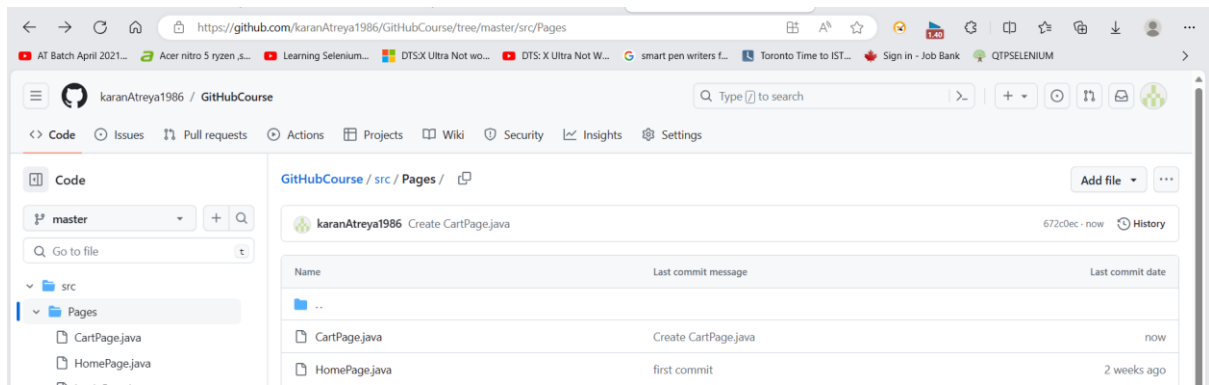 https://github.com/karanAtreya1986/GitHubCourse/tree/master/src/Pages
1.40
AT Batch April 2021... Acer nitro 5 ryzen ,s... Learning Selenium... DTS:X Ultra Not wo... DTS: X Ultra Not W... smart pen writers f... Toronto Time to IST... Sign in - Job Bank QTPSELENIUM
karanAtreya1986 / GitHubCourse Type / to search
Code Issues Pull requests Actions Projects Wiki Security Insights Settings
Code GitHubCourse / src / Pages / Add file
master karanAtreya1986 Create CartPage.java 672c0ec · now History
Go to file t
Name Last commit message Last commit date
src
..
Pages
CartPage.java CartPage.java Create CartPage.java now
HomePage.java HomePage.java first commit 2 weeks ago